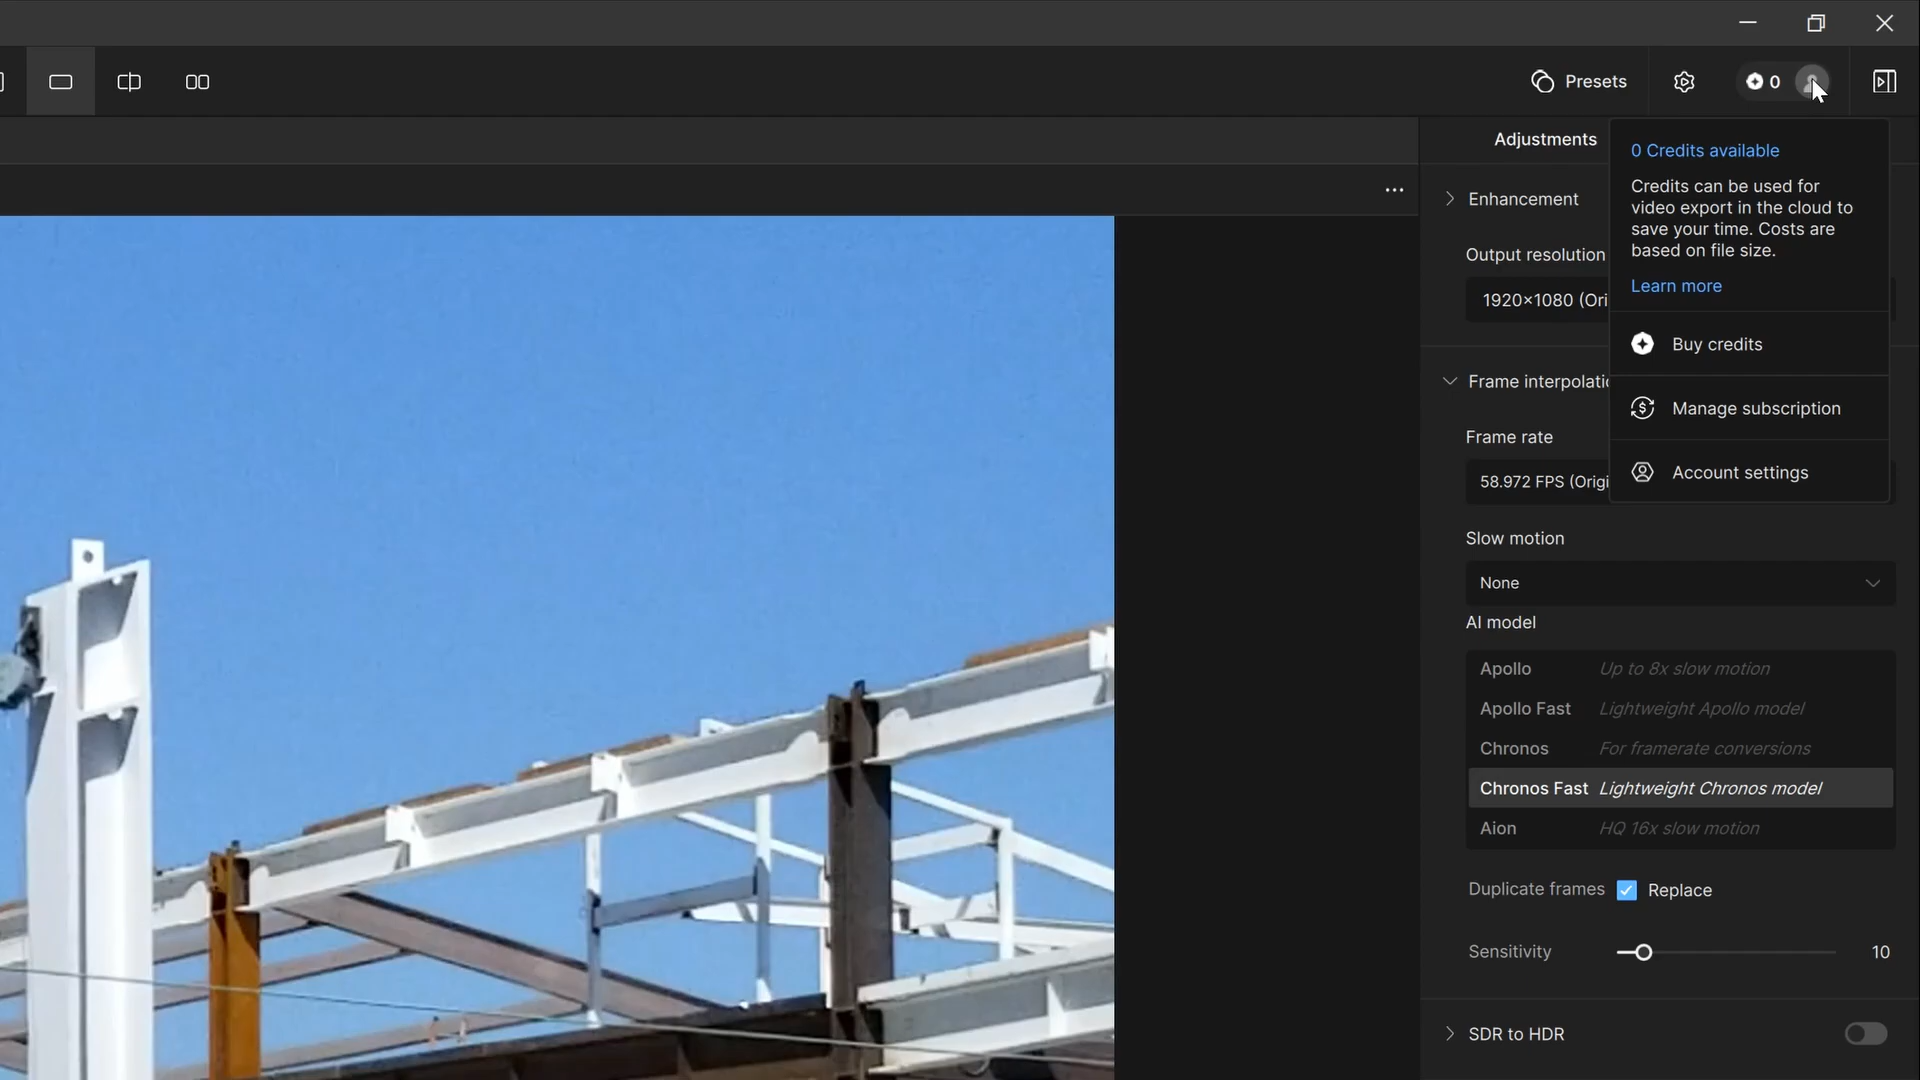 Presets
0
Adjustments
0 Credits available
Credits can be used for
video export in the cloud to
save your time. Costs are
based on file size.
Learn more
Buy credits
Manage subscription
Account settings
Enhancement
Output resolution
1920×1080 (Ori
Frame interpolatio
Frame rate
58.972 FPS (Origi
Slow motion
None
AI model
Apollo Up to 8x slow motion
Apollo Fast Lightweight Apollo model
Chronos For framerate conversions
Chronos Fast Lightweight Chronos model
Aion HQ 16x slow motion
Duplicate frames Replace
Sensitivity 10
SDR to HDR